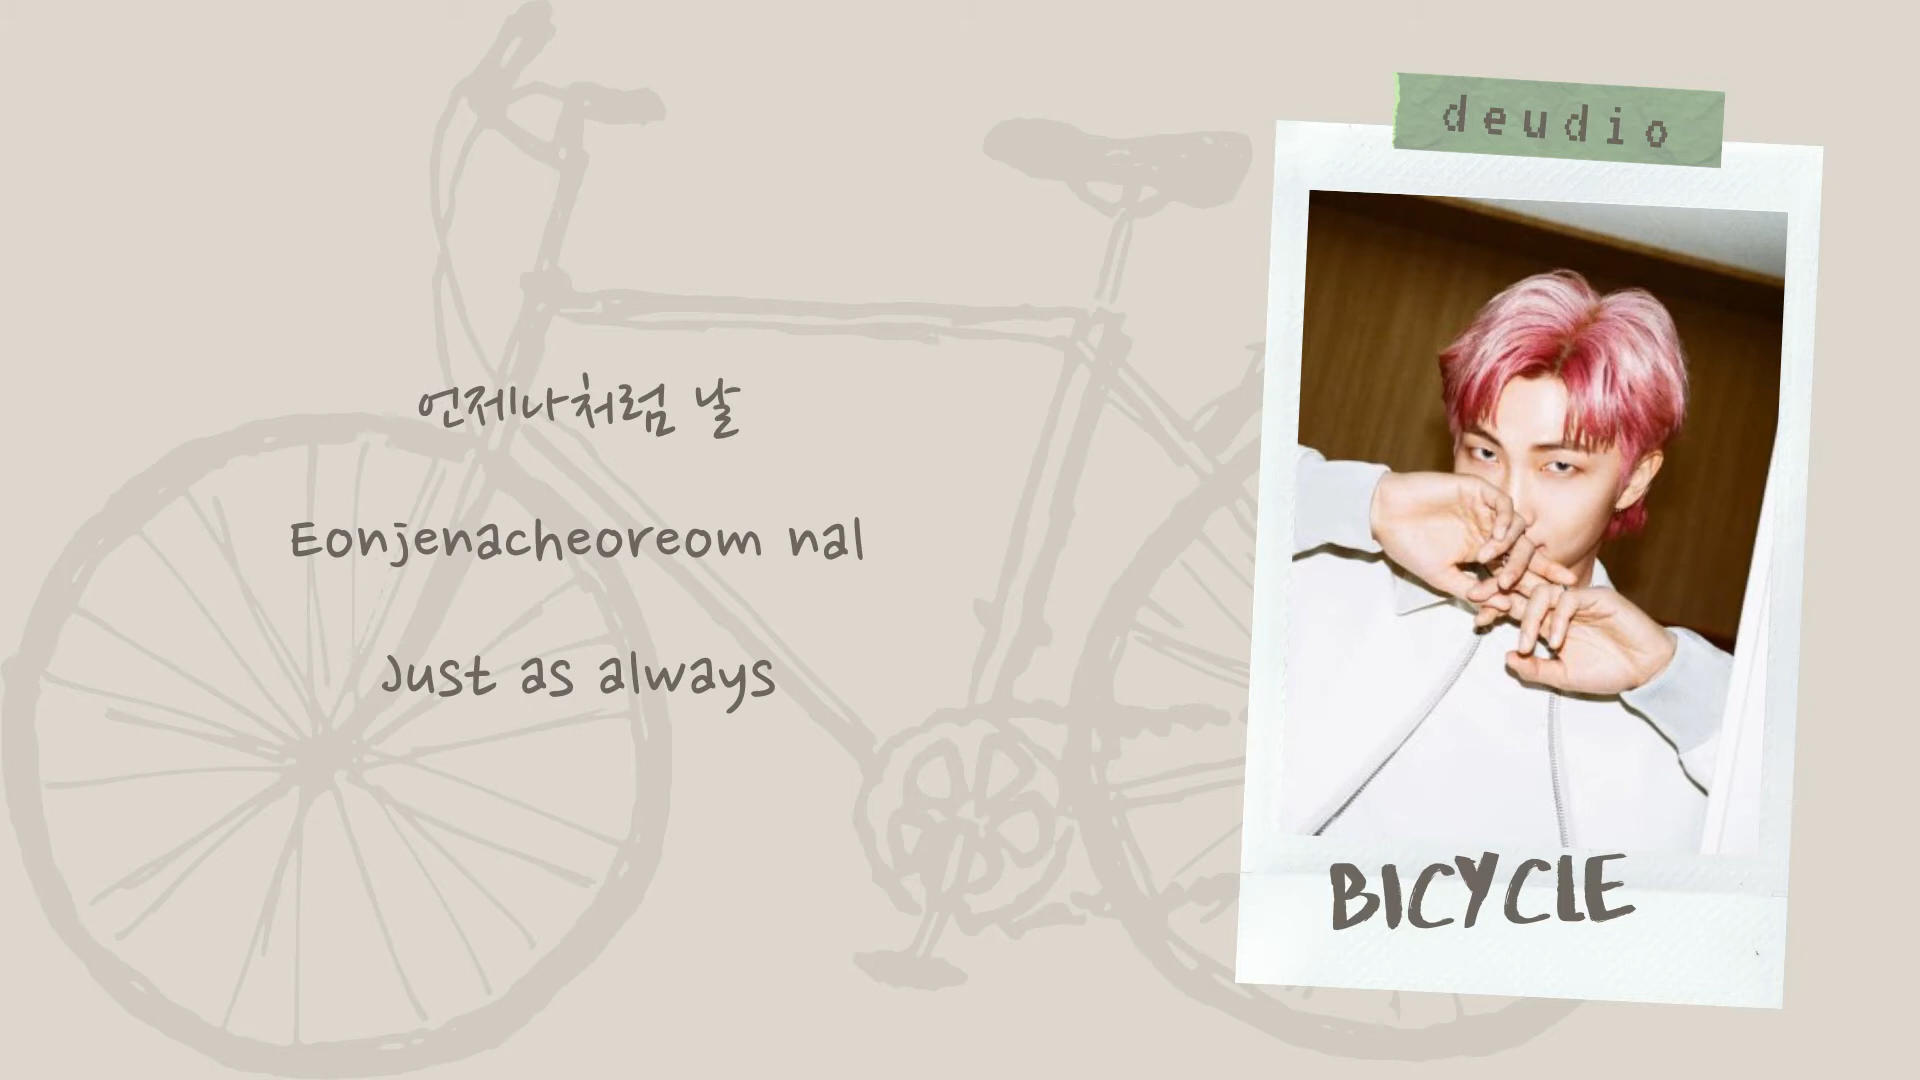 deudio
언제나처럼 날
Eonjenacheoreom nal
Just as always
BICYCLE